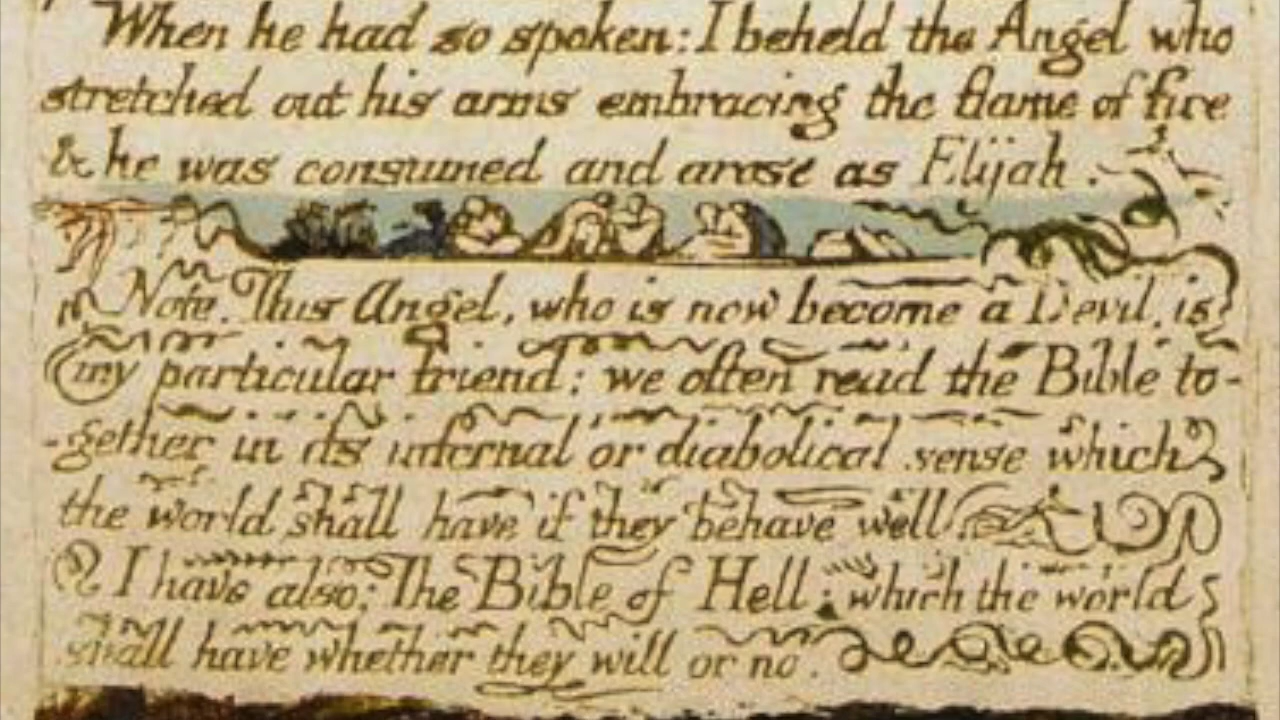 When he had so spoken: I beheld the Angel who
stretched out his arms embracing the flame of fire
& he was consumed and arose as Elijah.
Note. This Angel, who is now become a Devil, is
my particular friend: we often read the Bible to-
-gether in its infernal or diabolical sense which
the world shall have if they behave well
I have also: The Bible of Hell: which the world
shall have whether they will or no.